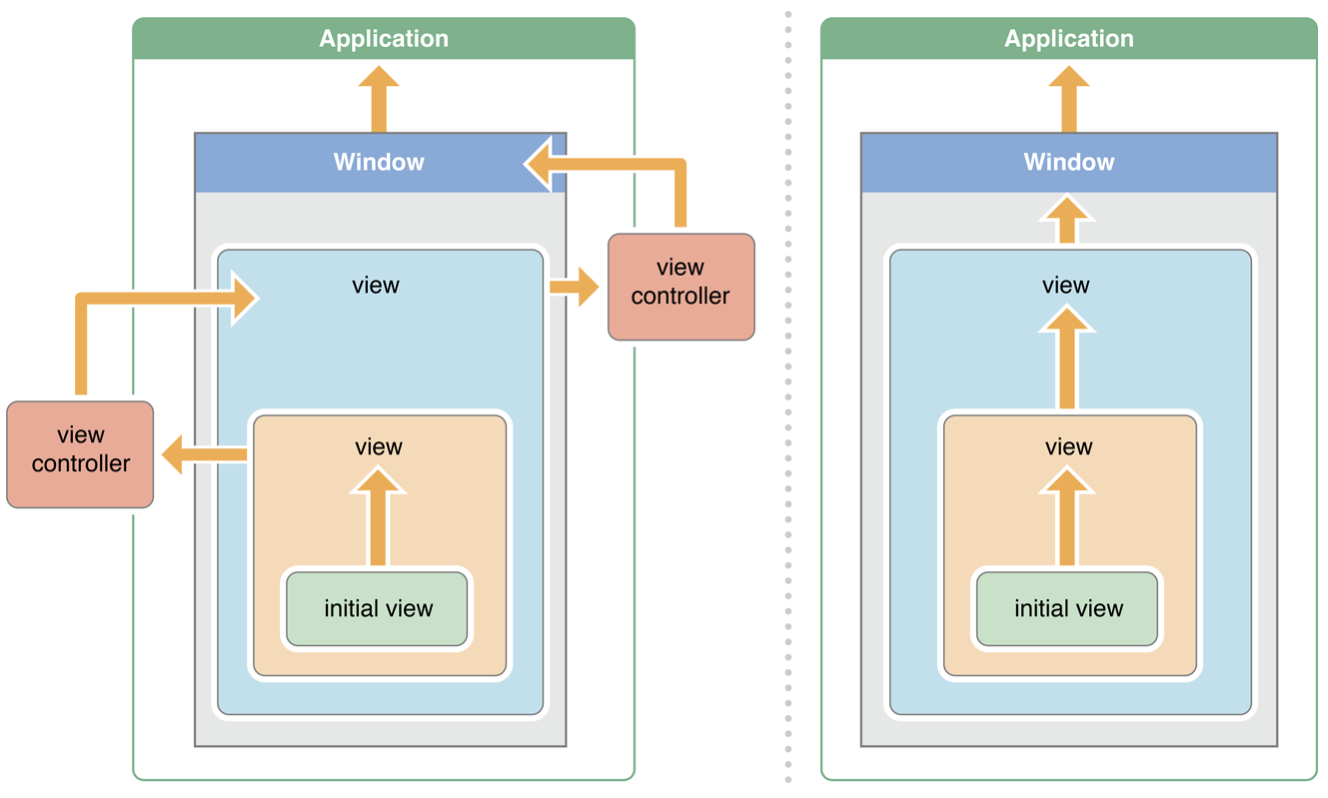 Application
Window
view
view
controller
view
controller
view
initial view
Application
Window
view
view
initial view